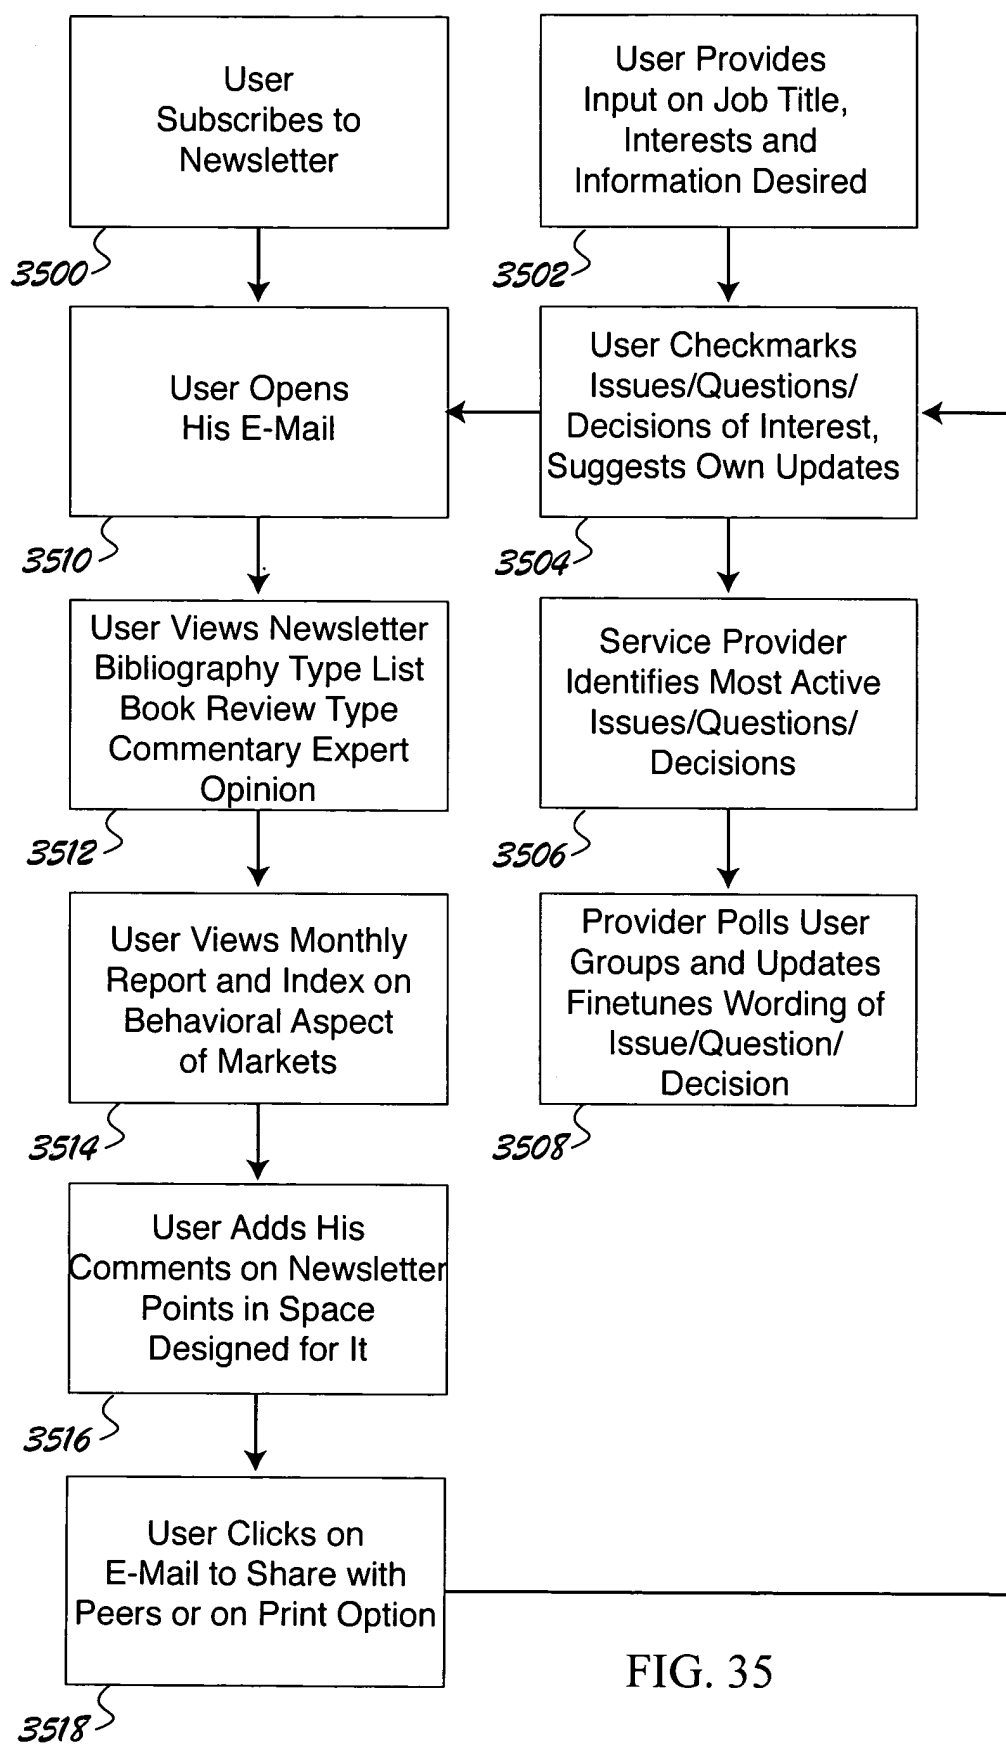 User
Subscribes to
Newsletter
3500
User Provides
Input on Job Title,
Interests and
Information Desired
3502
User Opens
His E-Mail
3510
User Checkmarks
Issues/Questions/
Decisions of Interest,
Suggests Own Updates
3504
User Views Newsletter
Bibliography Type List
Book Review Type
Commentary Expert
Opinion
3512
Service Provider
Identifies Most Active
Issues/Questions/
Decisions
3506
User Views Monthly
Report and Index on
Behavioral Aspect
of Markets
3514
Provider Polls User
Groups and Updates
Finetunes Wording of
Issue/Question/
Decision
3508
User Adds His
Comments on Newsletter
Points in Space
Designed for It
3516
User Clicks on
E-Mail to Share with
Peers or on Print Option
3518
FIG. 35